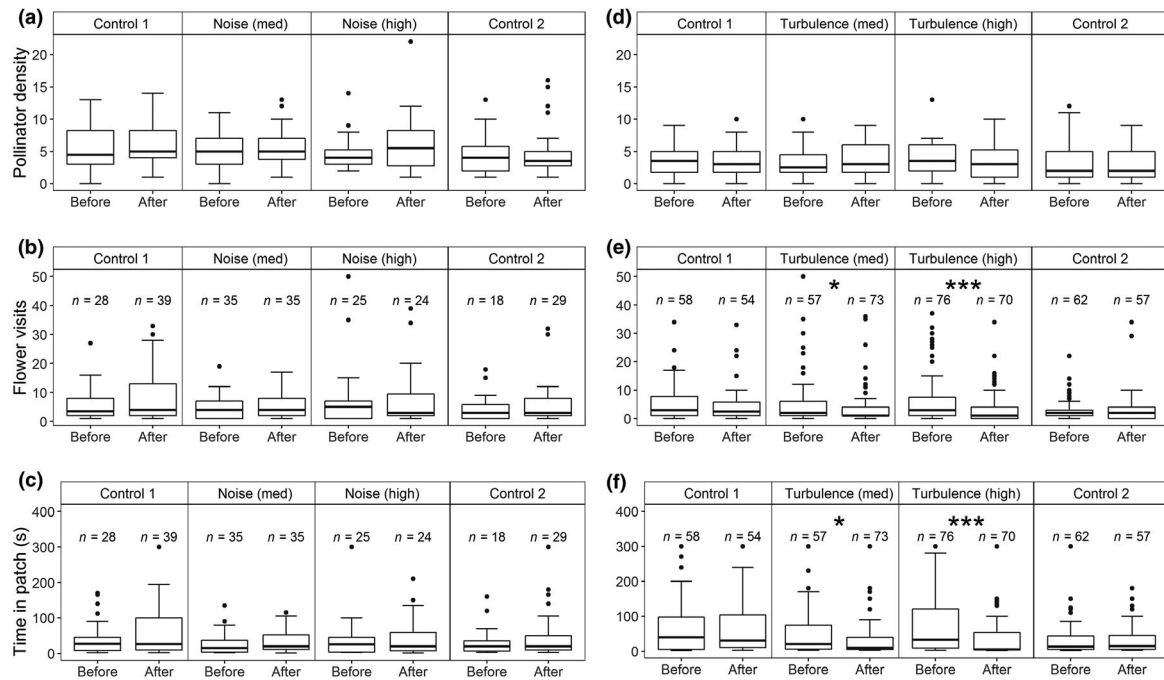 (a)
Control 1 Noise (med) Noise (high) Control 2
Pollinator density
20
15
10
5
0
Before After Before After Before After Before After
(d)
Control 1 Turbulence (med) Turbulence (high) Control 2
20
15
10
5
0
Before After Before After Before After Before After
(b)
Control 1 Noise (med) Noise (high) Control 2
Flower visits
50
40
30
20
10
0
n = 28 n = 39 n = 35 n = 35 n = 25 n = 24 n = 18 n = 29
Before After Before After Before After Before After
(e)
Control 1 Turbulence (med) Turbulence (high) Control 2
50
40
30
20
10
0
* ***
n = 58 n = 54 n = 57 n = 73 n = 76 n = 70 n = 62 n = 57
Before After Before After Before After Before After
(c)
Control 1 Noise (med) Noise (high) Control 2
Time in patch (s)
400
300
200
100
0
n = 28 n = 39 n = 35 n = 35 n = 25 n = 24 n = 18 n = 29
Before After Before After Before After Before After
(f)
Control 1 Turbulence (med) Turbulence (high) Control 2
400
300
200
100
0
* ***
n = 58 n = 54 n = 57 n = 73 n = 76 n = 70 n = 62 n = 57
Before After Before After Before After Before After